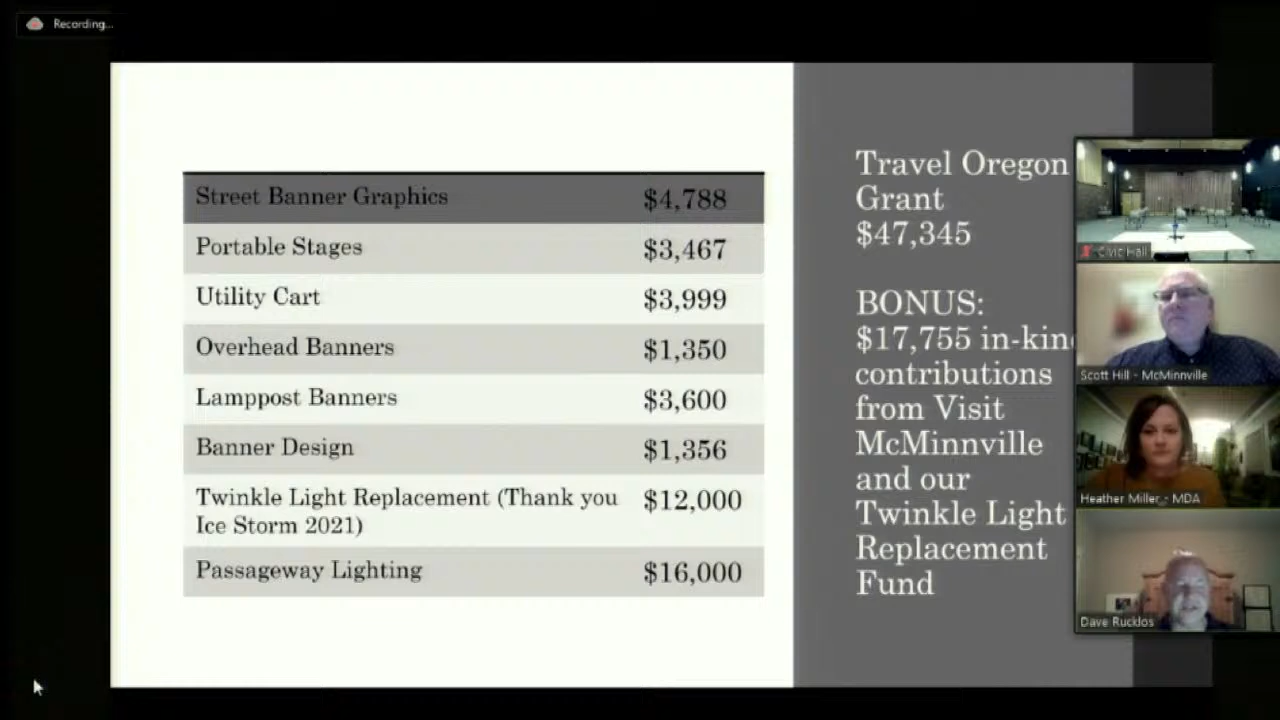 Recording...
Street Banner Graphics $4,788
Portable Stages $3,467
Utility Cart $3,999
Overhead Banners $1,350
Lamppost Banners $3,600
Banner Design $1,356
Twinkle Light Replacement (Thank you $12,000
Ice Storm 2021)
Passageway Lighting $16,000
Travel Oregon
Grant
$47,345
BONUS:
$17,755 in-kin
contributions
from Visit
McMinnville
and our
Twinkle Light
Replacement
Fund
Civic Hall
Scott Hill - McMinnville
Heather Miller - MDA
Dave Rucklos